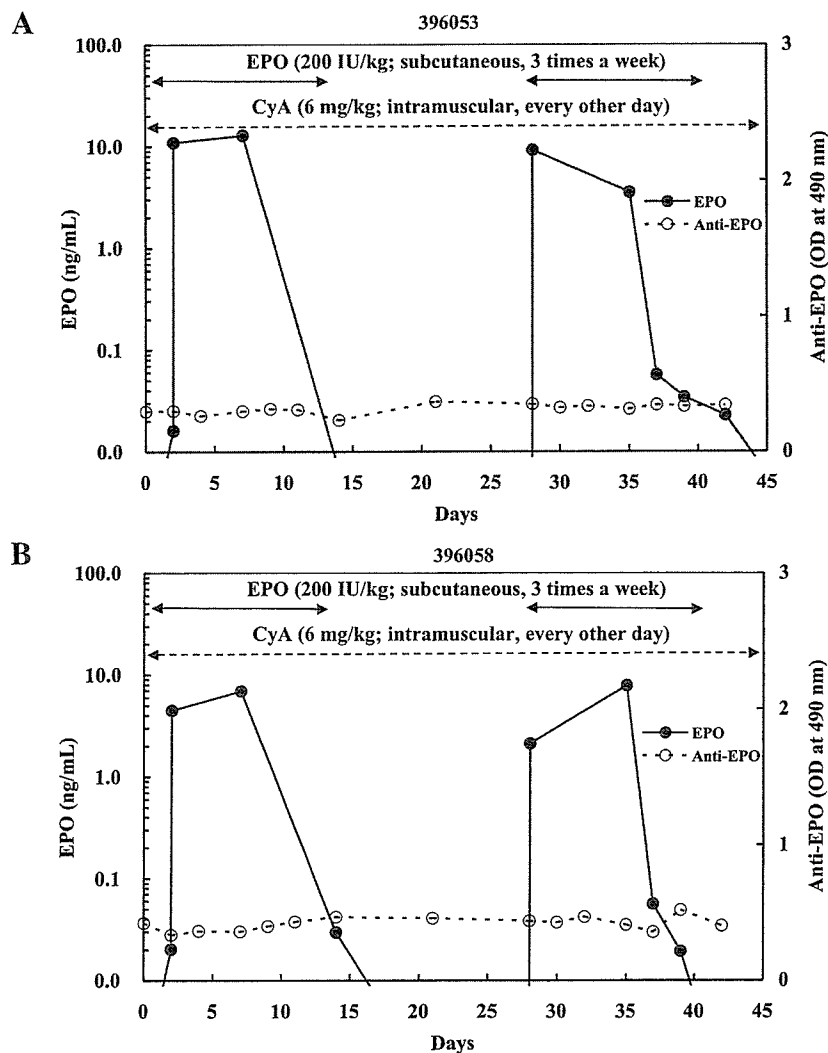 A
396053
100.0
10.0
1.0
0.1
0.0
EPO (ng/mL)
EPO (200 IU/kg; subcutaneous, 3 times a week)
CyA (6 mg/kg; intramuscular, every other day)
EPO
Anti-EPO
3
2
1
0
Anti-EPO (OD at 490 nm)
0 5 10 15 20 25 30 35 40 45
Days
B
396058
100.0
10.0
1.0
0.1
0.0
EPO (ng/mL)
EPO (200 IU/kg; subcutaneous, 3 times a week)
CyA (6 mg/kg; intramuscular, every other day)
EPO
Anti-EPO
3
2
1
0
Anti-EPO (OD at 490 nm)
0 5 10 15 20 25 30 35 40 45
Days